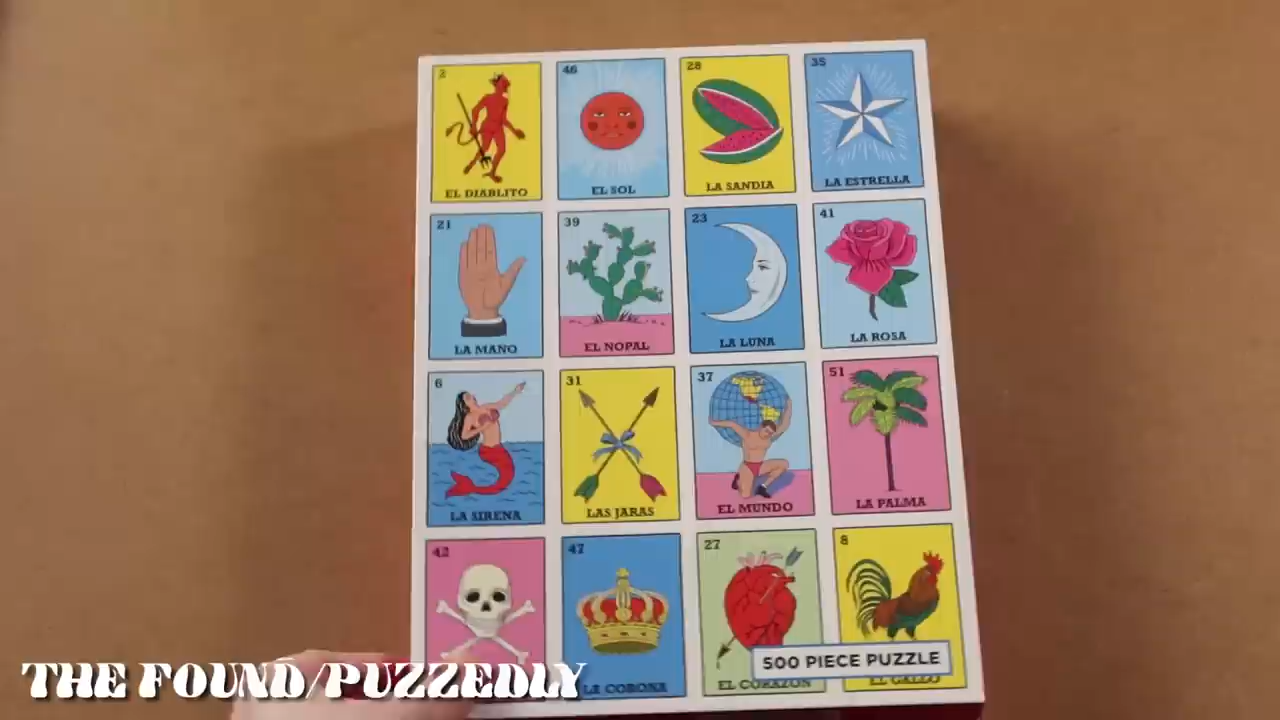 2
EL DIABLITO
46
EL SOL
28
LA SANDIA
35
LA ESTRELLA
21
LA MANO
39
EL NOPAL
23
LA LUNA
41
LA ROSA
6
LA SIRENA
31
LAS JARAS
37
EL MUNDO
51
LA PALMA
42
47
LA CORONA
27
EL CORAZON
8
EL GALLO
500 PIECE PUZZLE
THE FOUND/PUZZEDLY